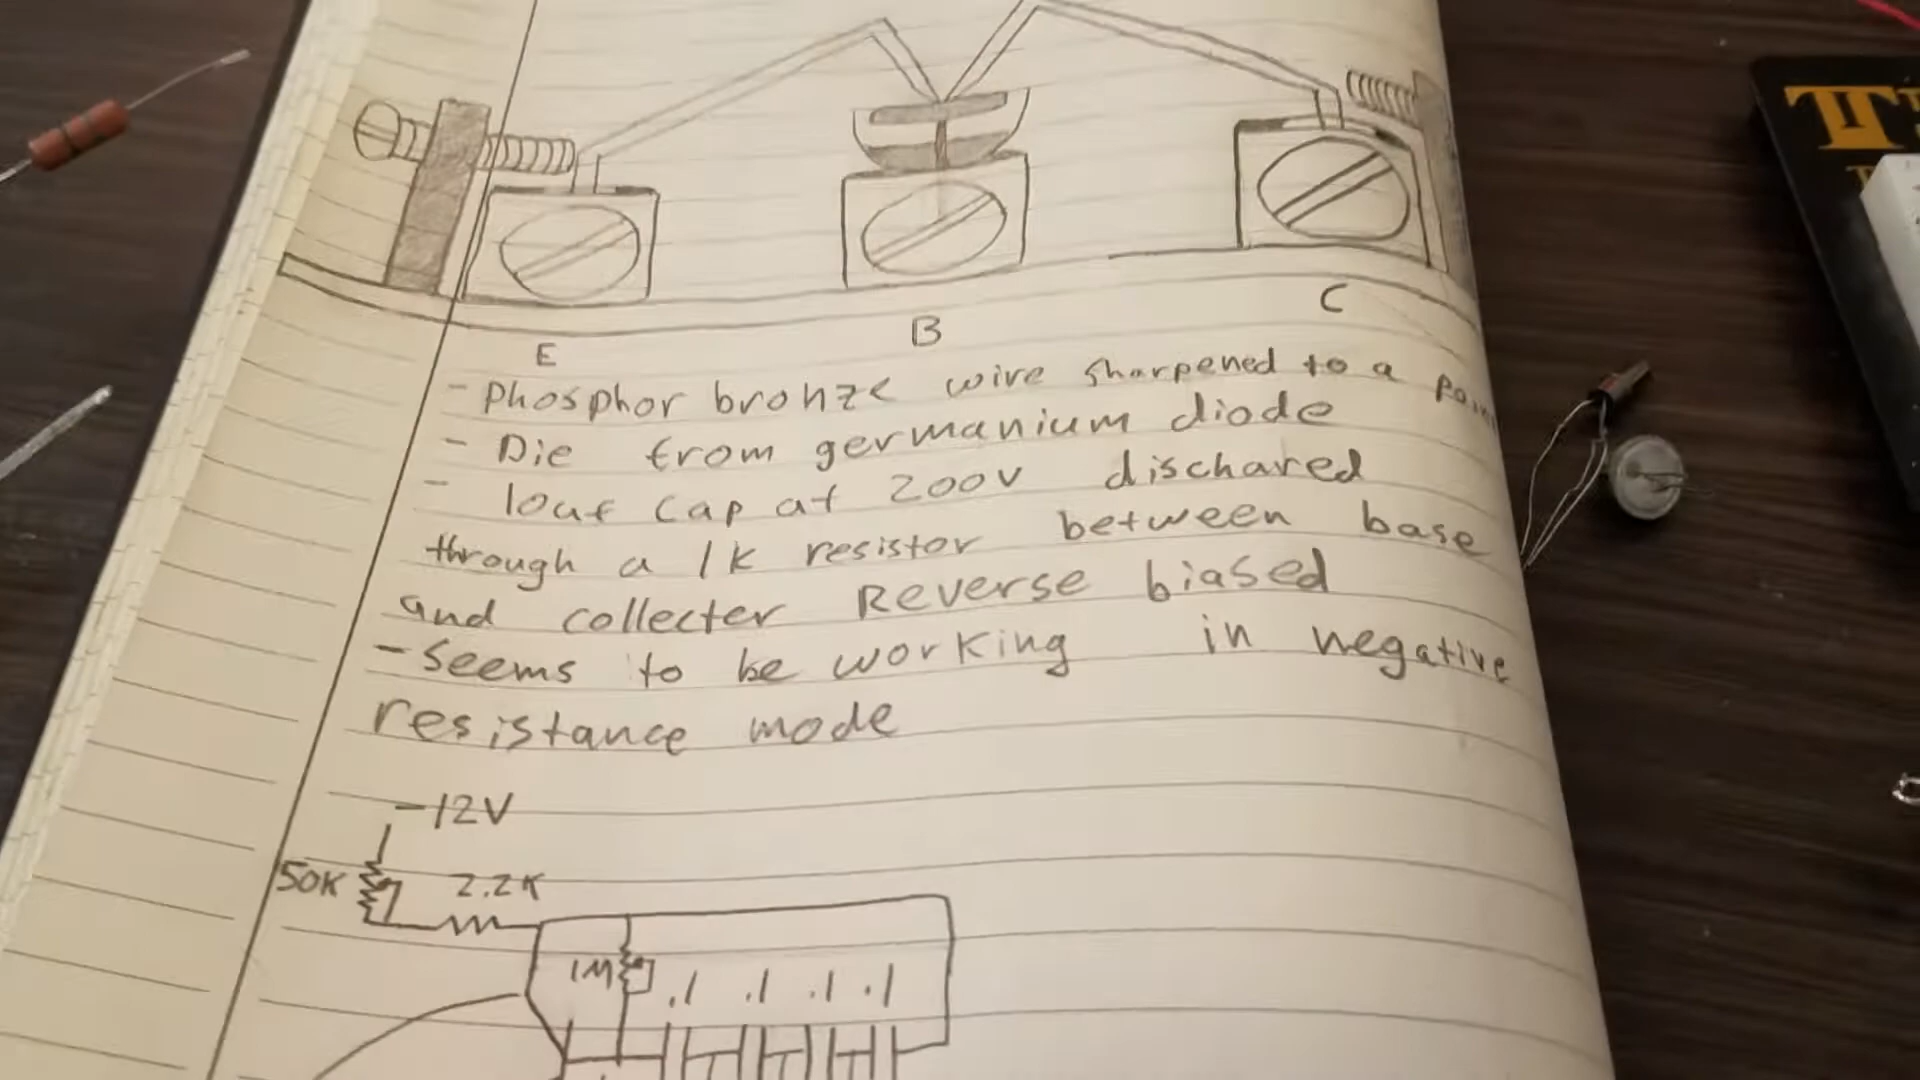 E B C
- Phosphor bronze wire sharpened to a
- Die from germanium diode
- 10uf cap at 200V dischared
through a 1k resistor between base
and collecter Reverse biased
- Seems to be working in negative
resistance mode
-12V
50K 2.2K
1M .1 .1 .1 .1